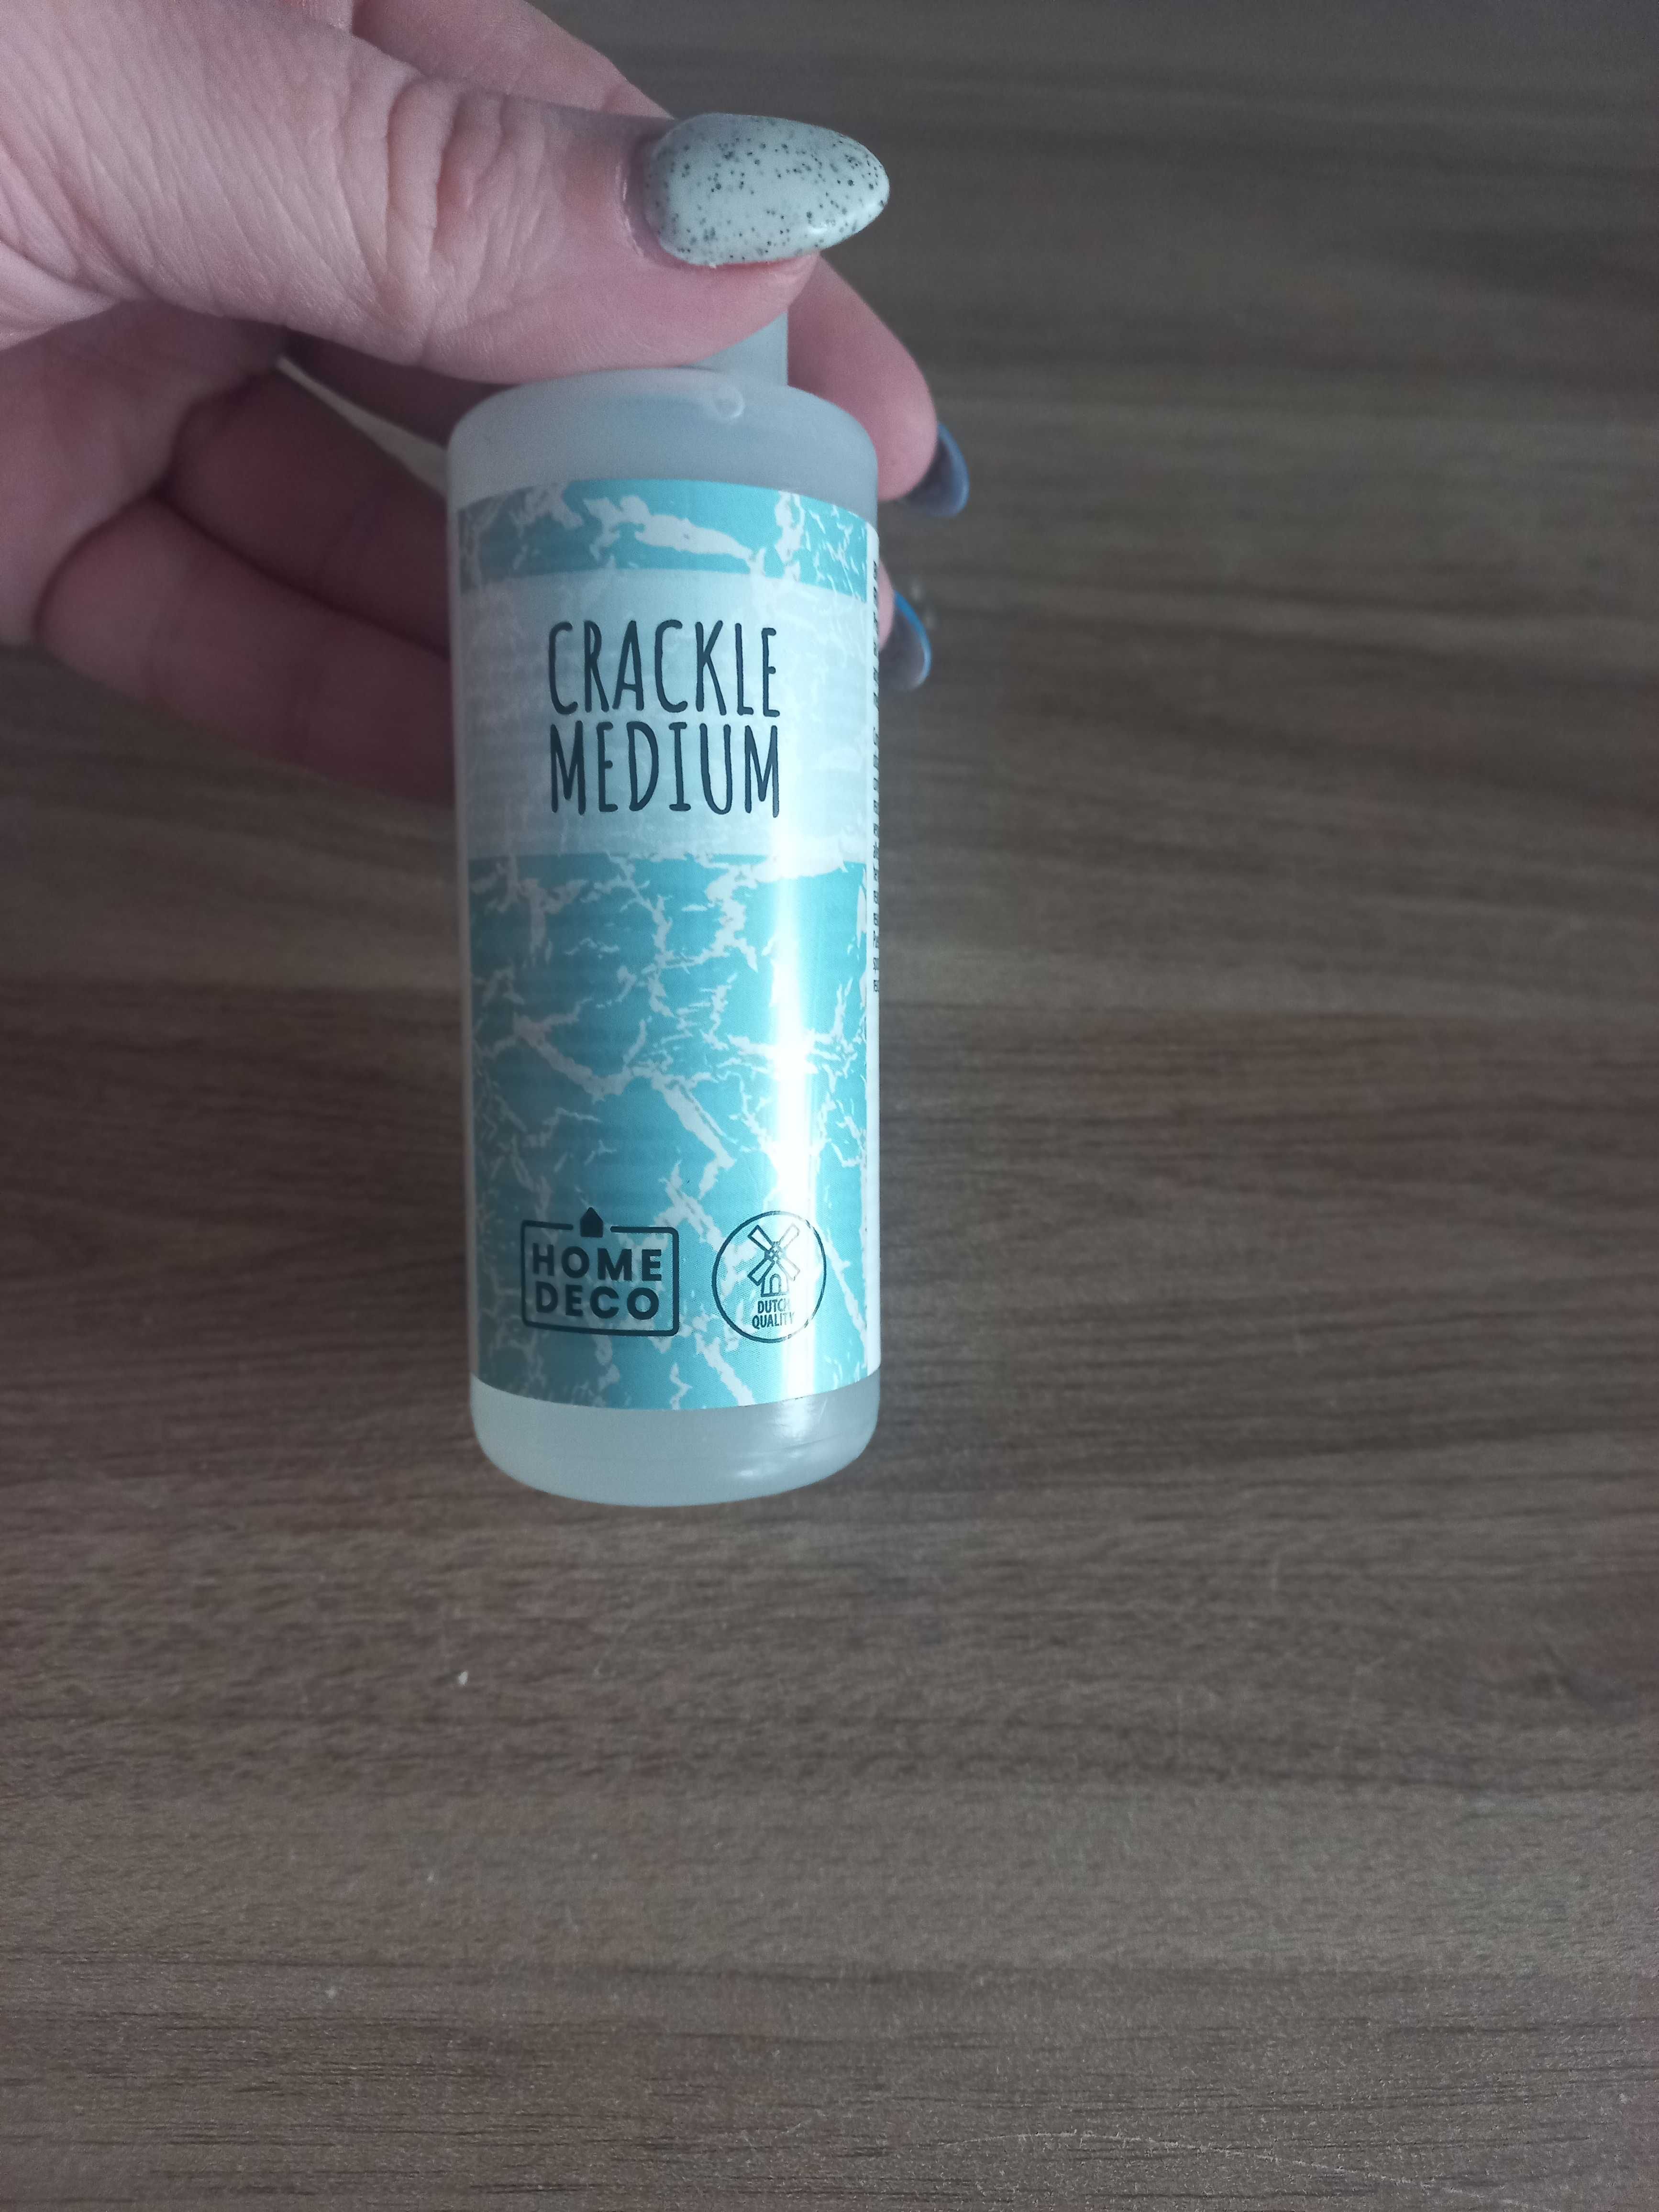 CRACKLE
MEDIUM
HOME
DECO
DUTCH
QUALITY